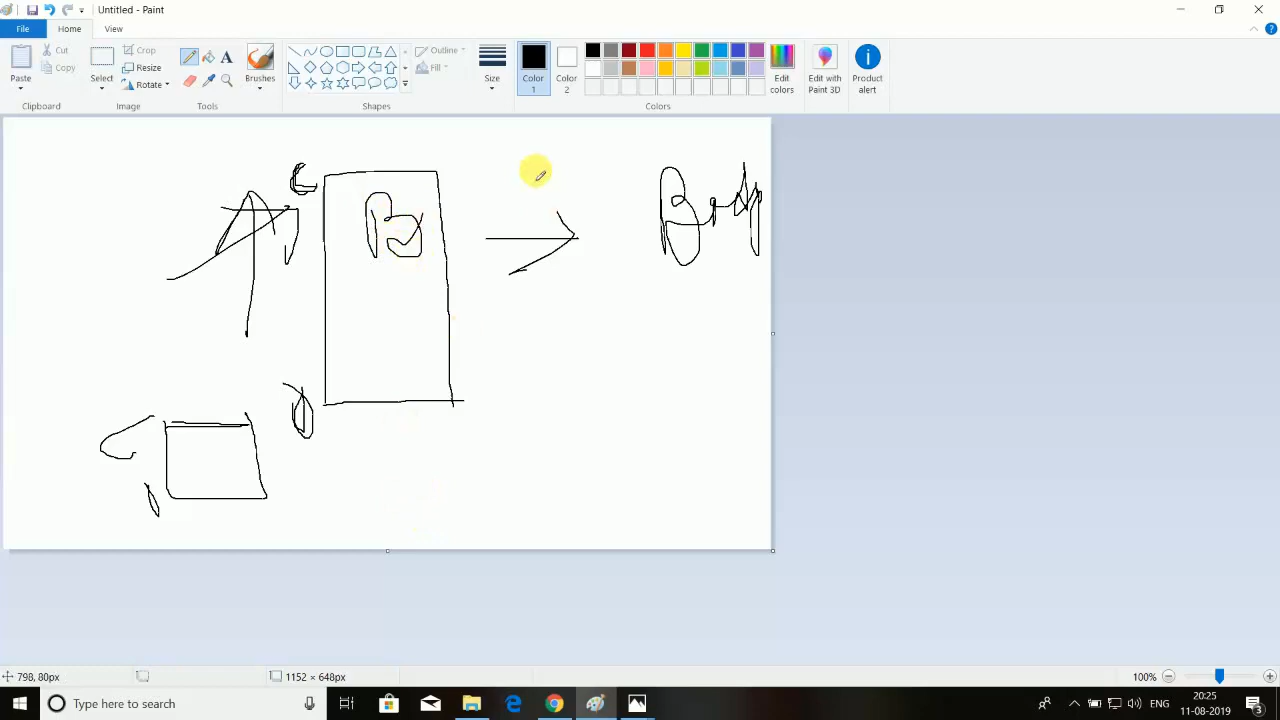 Untitled - Paint
File
Home
View
Paste
Cut
Copy
Clipboard
Select
Crop
Resize
Rotate
Image
A
Tools
Brushes
Outline
Fill
Shapes
Size
Color 1
Color 2
Edit colors
Colors
Edit with Paint 3D
Product alert
C
Body
D
798, 80px
1152 × 648px
100%
Type here to search
ENG
20:25
11-08-2019